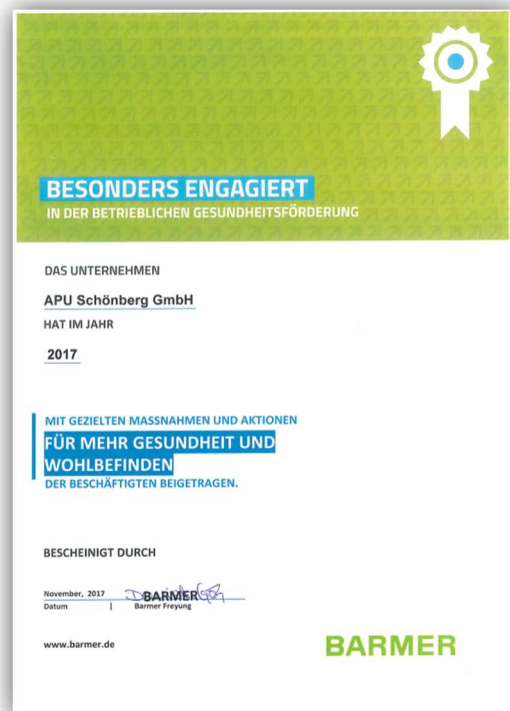 BESONDERS ENGAGIERT
IN DER BETRIEBLICHEN GESUNDHEITSFÖRDERUNG
DAS UNTERNEHMEN
APU Schönberg GmbH
HAT IM JAHR
2017
MIT GEZIELTEN MASSNAHMEN UND AKTIONEN
FÜR MEHR GESUNDHEIT UND
WOHLBEFINDEN
DER BESCHÄFTIGTEN BEIGETRAGEN.
BESCHEINIGT DURCH
November, 2017 BARMER
Datum | Barmer Freyung
www.barmer.de
BARMER